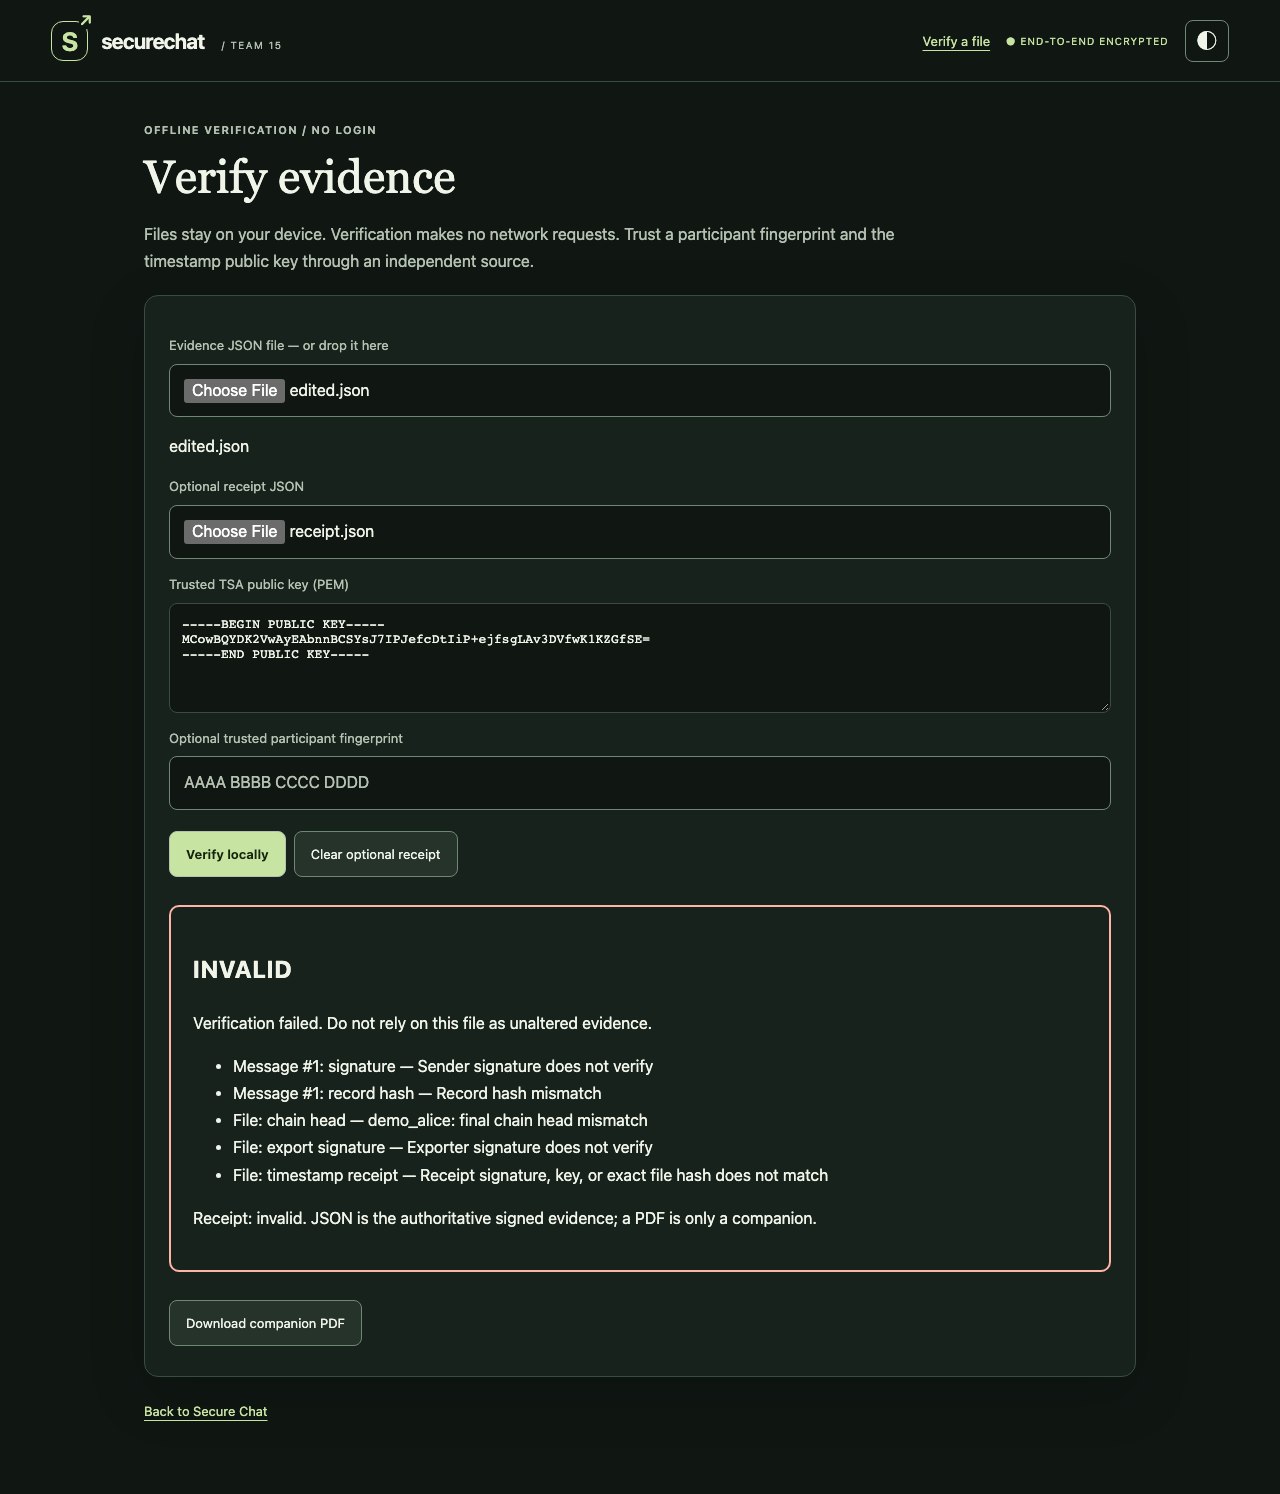 S securechat / TEAM 15
Verify a file
END-TO-END ENCRYPTED
OFFLINE VERIFICATION / NO LOGIN
Verify evidence
Files stay on your device. Verification makes no network requests. Trust a participant fingerprint and the
timestamp public key through an independent source.
Evidence JSON file — or drop it here
Choose File edited.json
edited.json
Optional receipt JSON
Choose File receipt.json
Trusted TSA public key (PEM)
-----BEGIN PUBLIC KEY-----
MCowBQYDK2VwAyEAbnnBCSYsJ7IPJefcDtIiP+ejfsgLAv3DVfwK1KZGfSE=
-----END PUBLIC KEY-----
Optional trusted participant fingerprint
AAAA BBBB CCCC DDDD
Verify locally
Clear optional receipt
INVALID
Verification failed. Do not rely on this file as unaltered evidence.
• Message #1: signature — Sender signature does not verify
• Message #1: record hash — Record hash mismatch
• File: chain head — demo_alice: final chain head mismatch
• File: export signature — Exporter signature does not verify
• File: timestamp receipt — Receipt signature, key, or exact file hash does not match
Receipt: invalid. JSON is the authoritative signed evidence; a PDF is only a companion.
Download companion PDF
Back to Secure Chat